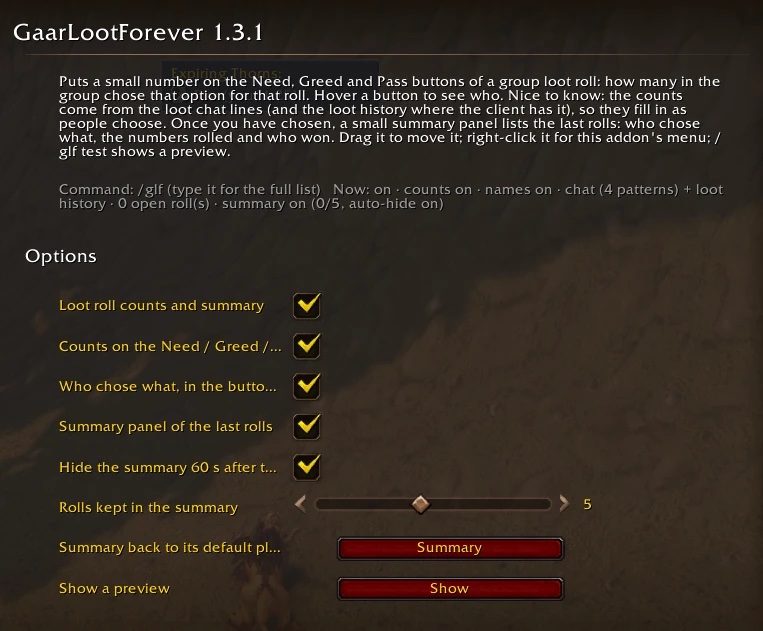 GaarLootForever 1.3.1
Expiring Thorns:
Puts a small number on the Need, Greed and Pass buttons of a group loot roll: how many in the
group chose that option for that roll. Hover a button to see who. Nice to know: the counts
come from the loot chat lines (and the loot history where the client has it), so they fill in as
people choose. Once you have chosen, a small summary panel lists the last rolls: who chose
what, the numbers rolled and who won. Drag it to move it; right-click it for this addon's menu; /
glf test shows a preview.
Command: /glf (type it for the full list)   Now: on · counts on · names on · chat (4 patterns) + loot
history · 0 open roll(s) · summary on (0/5, auto-hide on)
Options
Loot roll counts and summary
Counts on the Need / Greed /...
Who chose what, in the butto...
Summary panel of the last rolls
Hide the summary 60 s after t...
Rolls kept in the summary 5
Summary back to its default pl... Summary
Show a preview Show